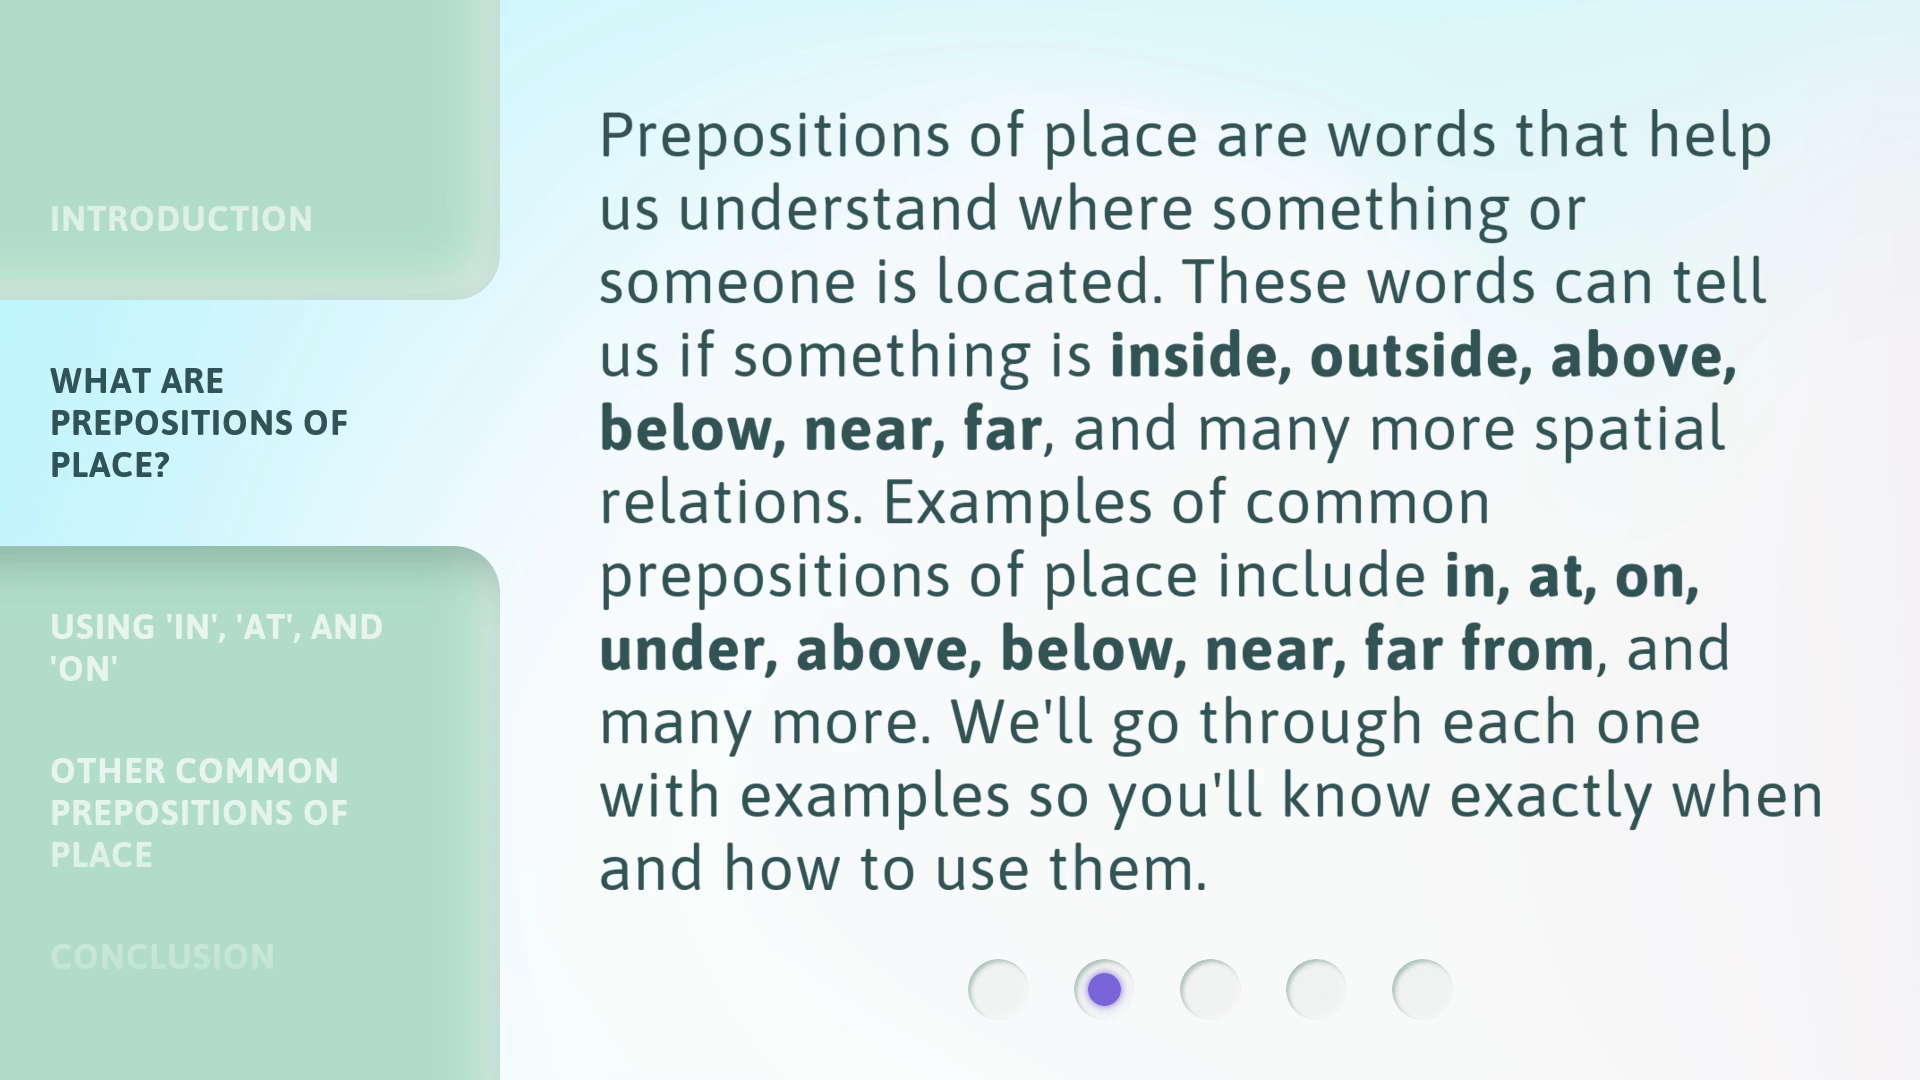 INTRODUCTION
WHAT ARE
PREPOSITIONS OF
PLACE?
USING 'IN', 'AT', AND
'ON'
OTHER COMMON
PREPOSITIONS OF
PLACE
CONCLUSION
Prepositions of place are words that help
us understand where something or
someone is located. These words can tell
us if something is inside, outside, above,
below, near, far, and many more spatial
relations. Examples of common
prepositions of place include in, at, on,
under, above, below, near, far from, and
many more. We'll go through each one
with examples so you'll know exactly when
and how to use them.